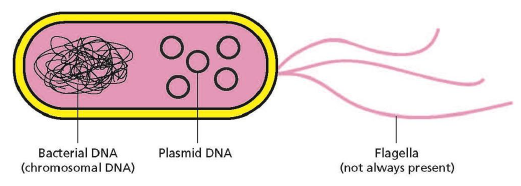 Bacterial DNA
(chromosomal DNA)
Plasmid DNA
Flagella
(not always present)